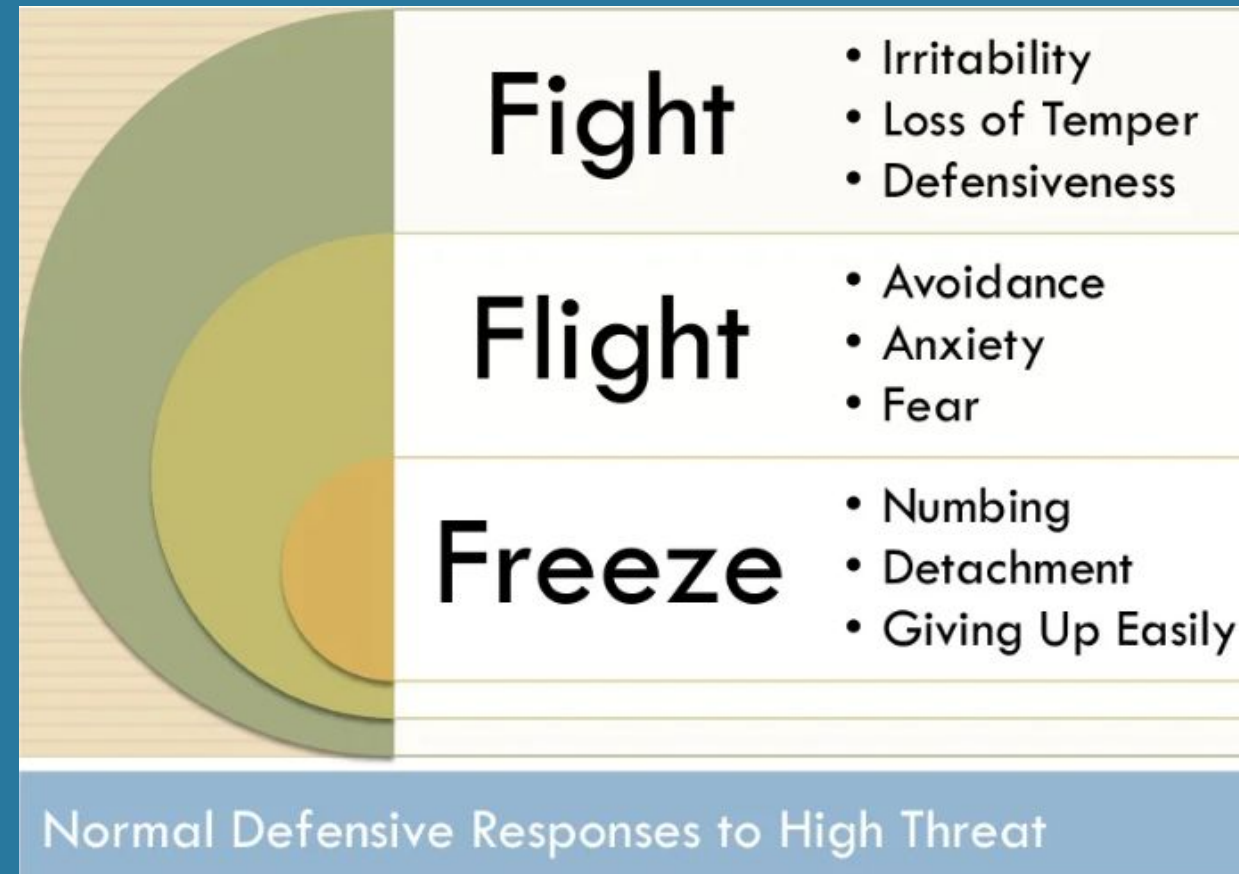 Fight
• Irritability
• Loss of Temper
• Defensiveness
Flight
• Avoidance
• Anxiety
• Fear
Freeze
• Numbing
• Detachment
• Giving Up Easily
Normal Defensive Responses to High Threat